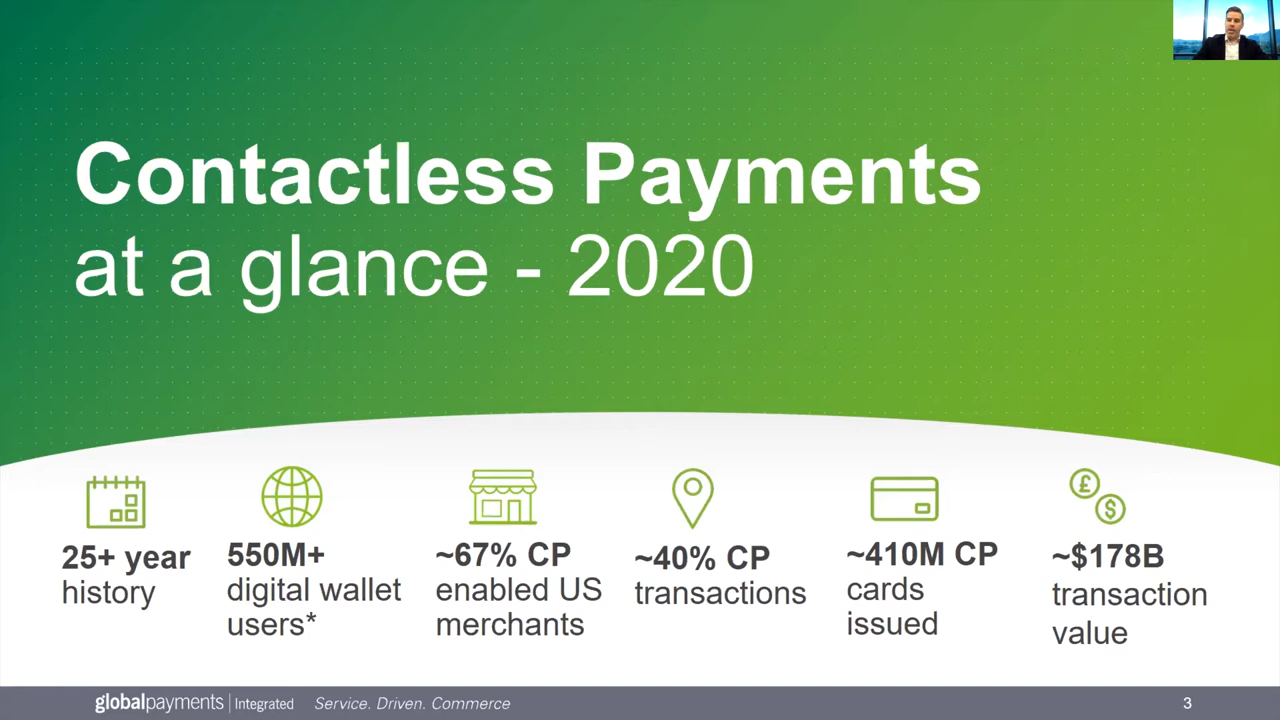 Contactless Payments
at a glance - 2020
25+ year
history
550M+
digital wallet
users*
~67% CP
enabled US
merchants
~40% CP
transactions
~410M CP
cards
issued
£
$
~$178B
transaction
value
globalpayments | Integrated Service. Driven. Commerce
3